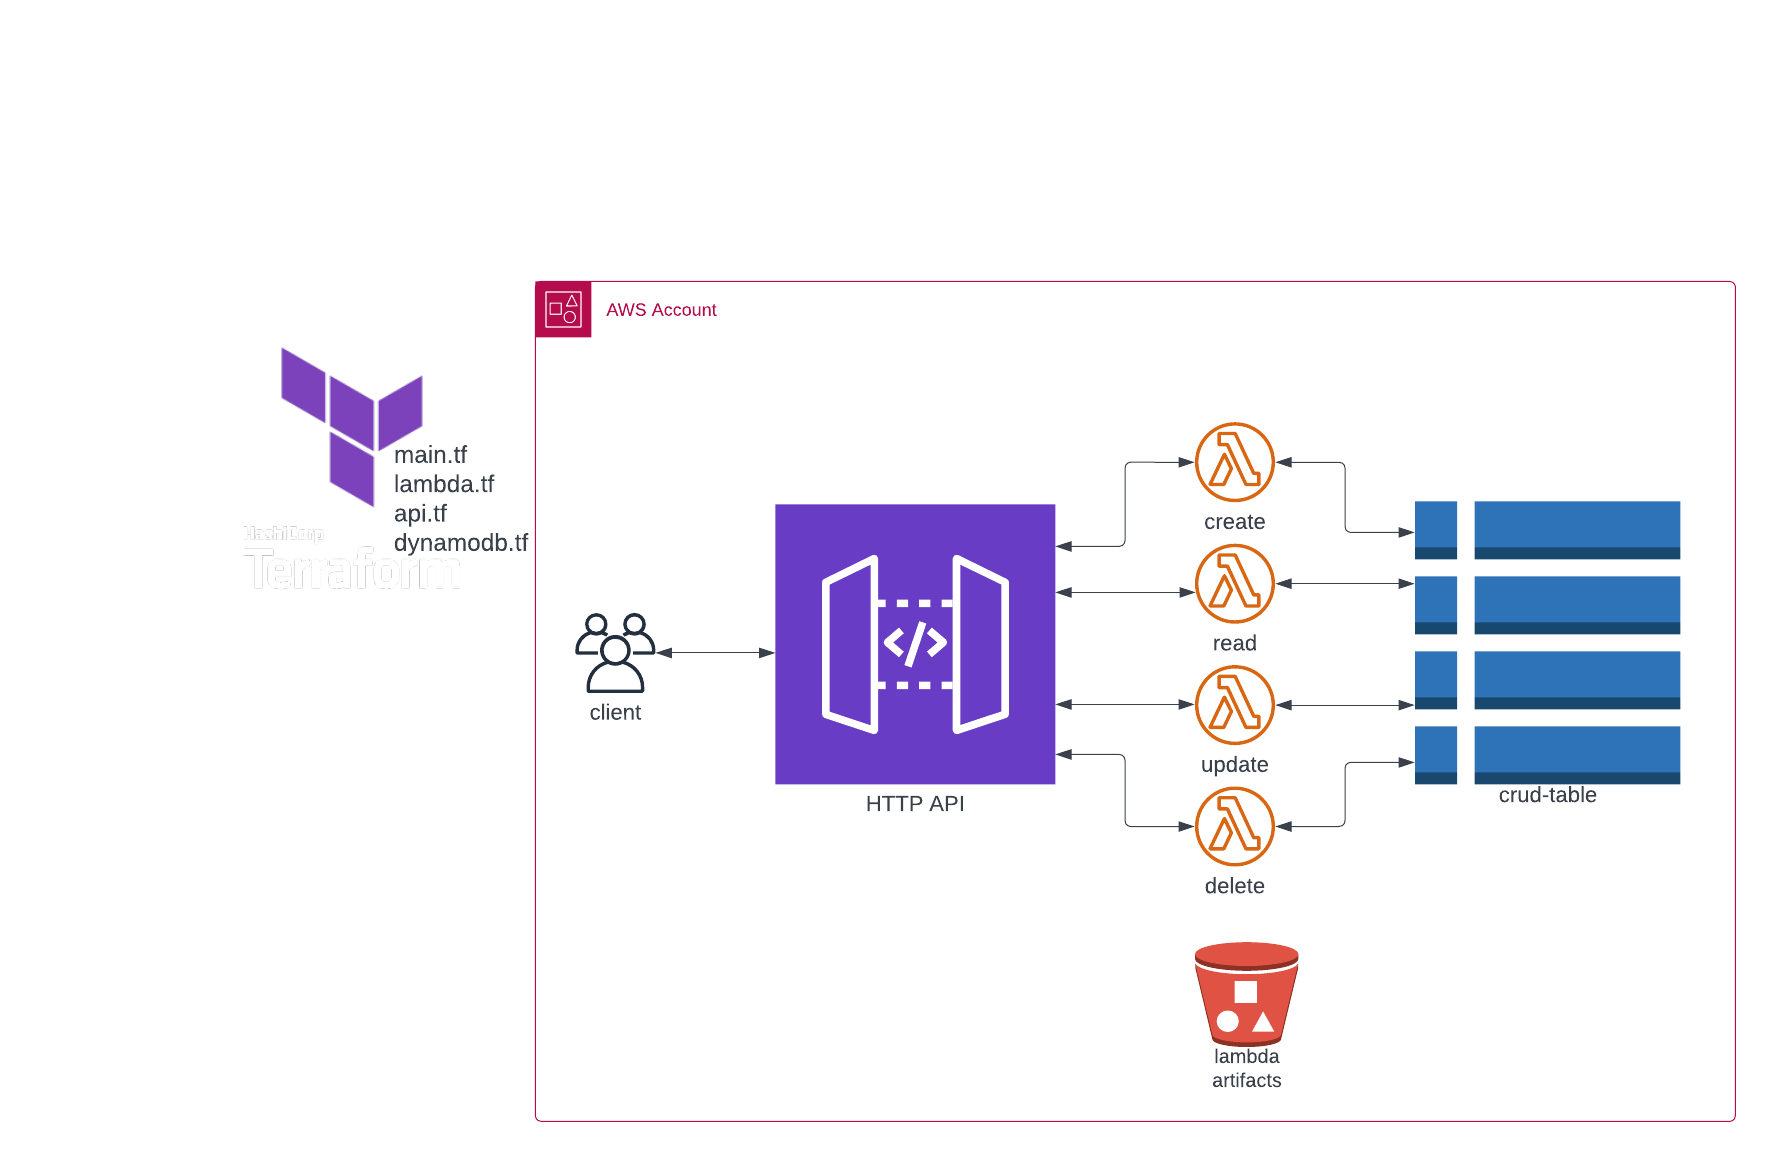 AWS Account
main.tf
lambda.tf
api.tf
dynamodb.tf
HashiCorp
Terraform
client
HTTP API
create
read
update
delete
crud-table
lambda
artifacts